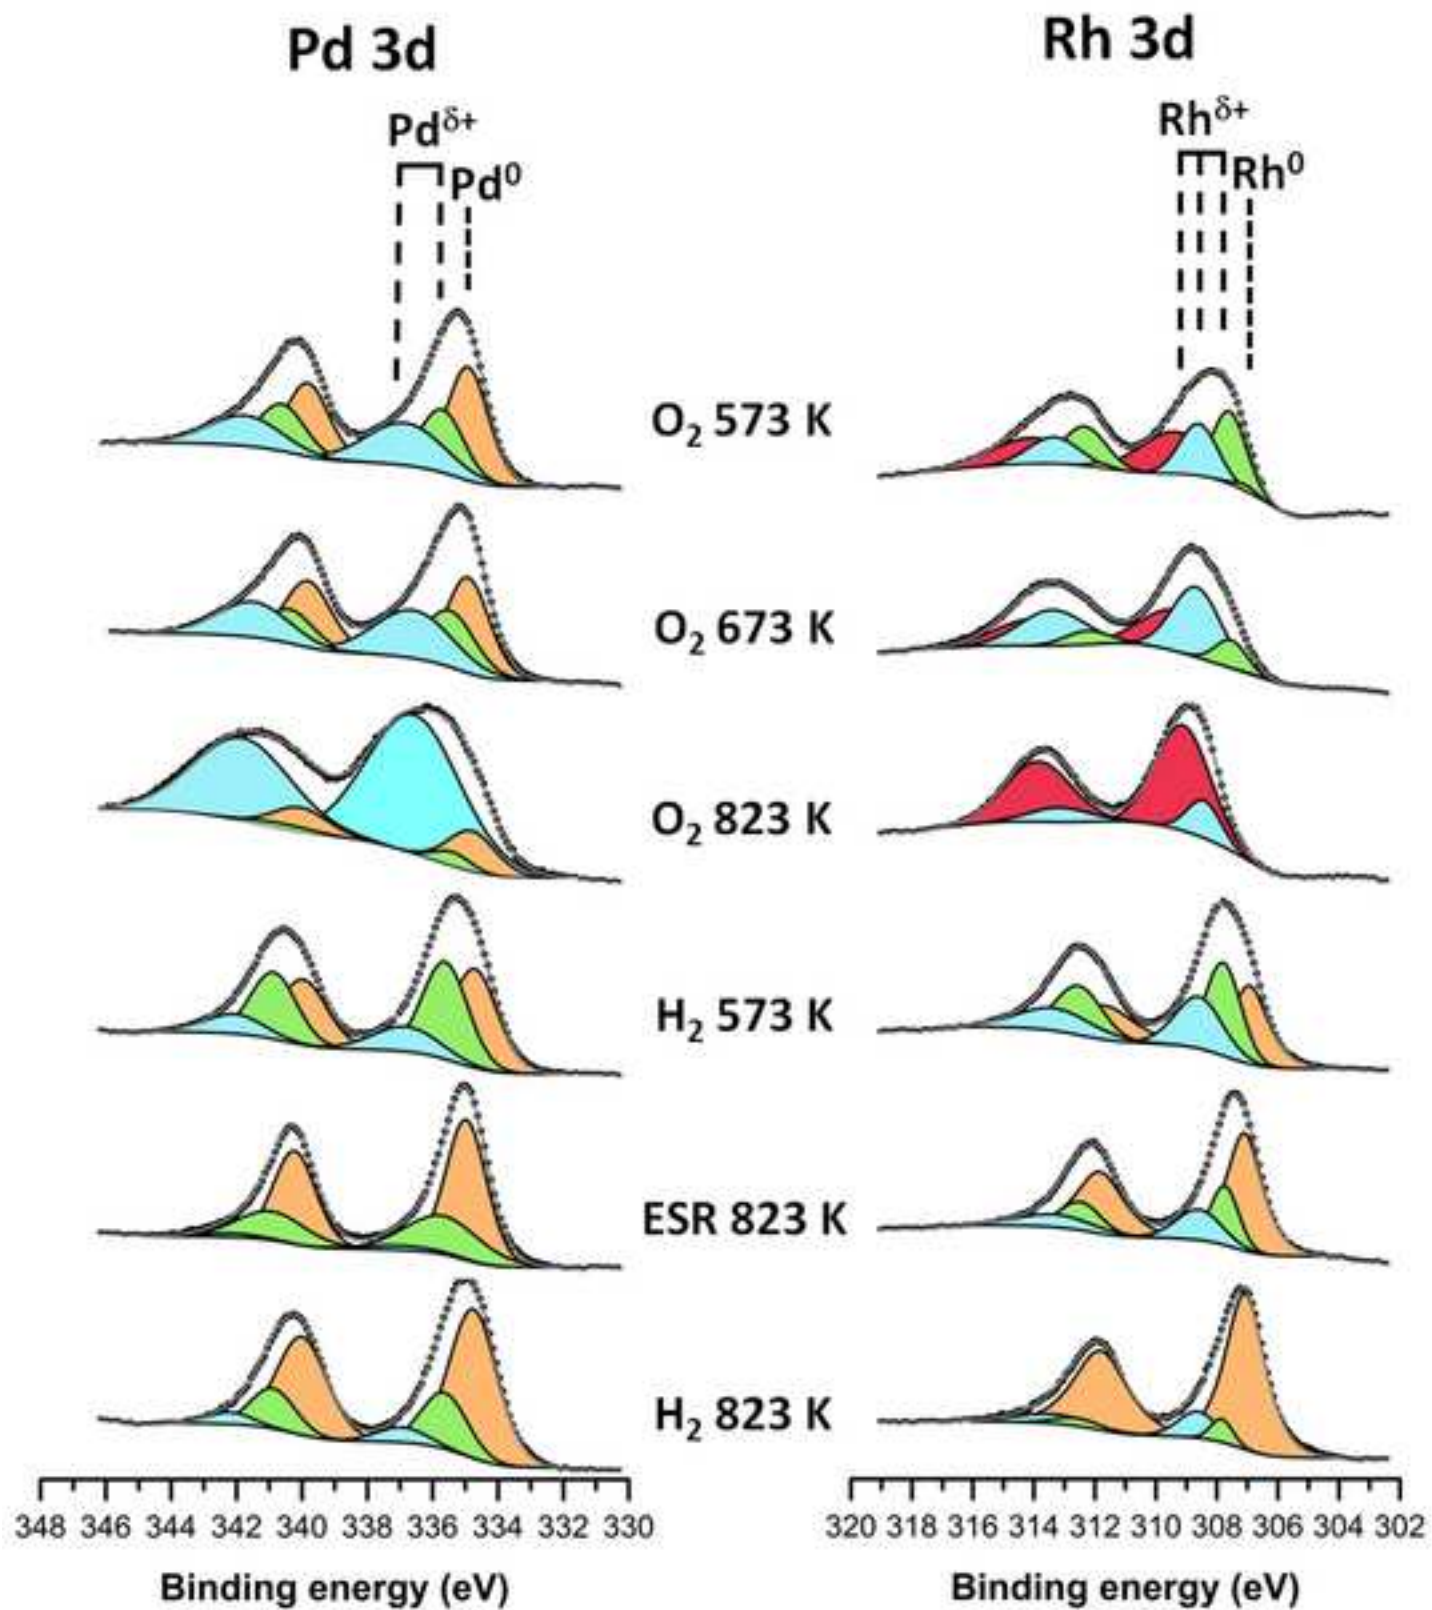 Pd 3d
Rh 3d
Pdδ+
Pd0
Rhδ+
Rh0
O2 573 K
O2 673 K
O2 823 K
H2 573 K
ESR 823 K
H2 823 K
348 346 344 342 340 338 336 334 332 330
320 318 316 314 312 310 308 306 304 302
Binding energy (eV)
Binding energy (eV)